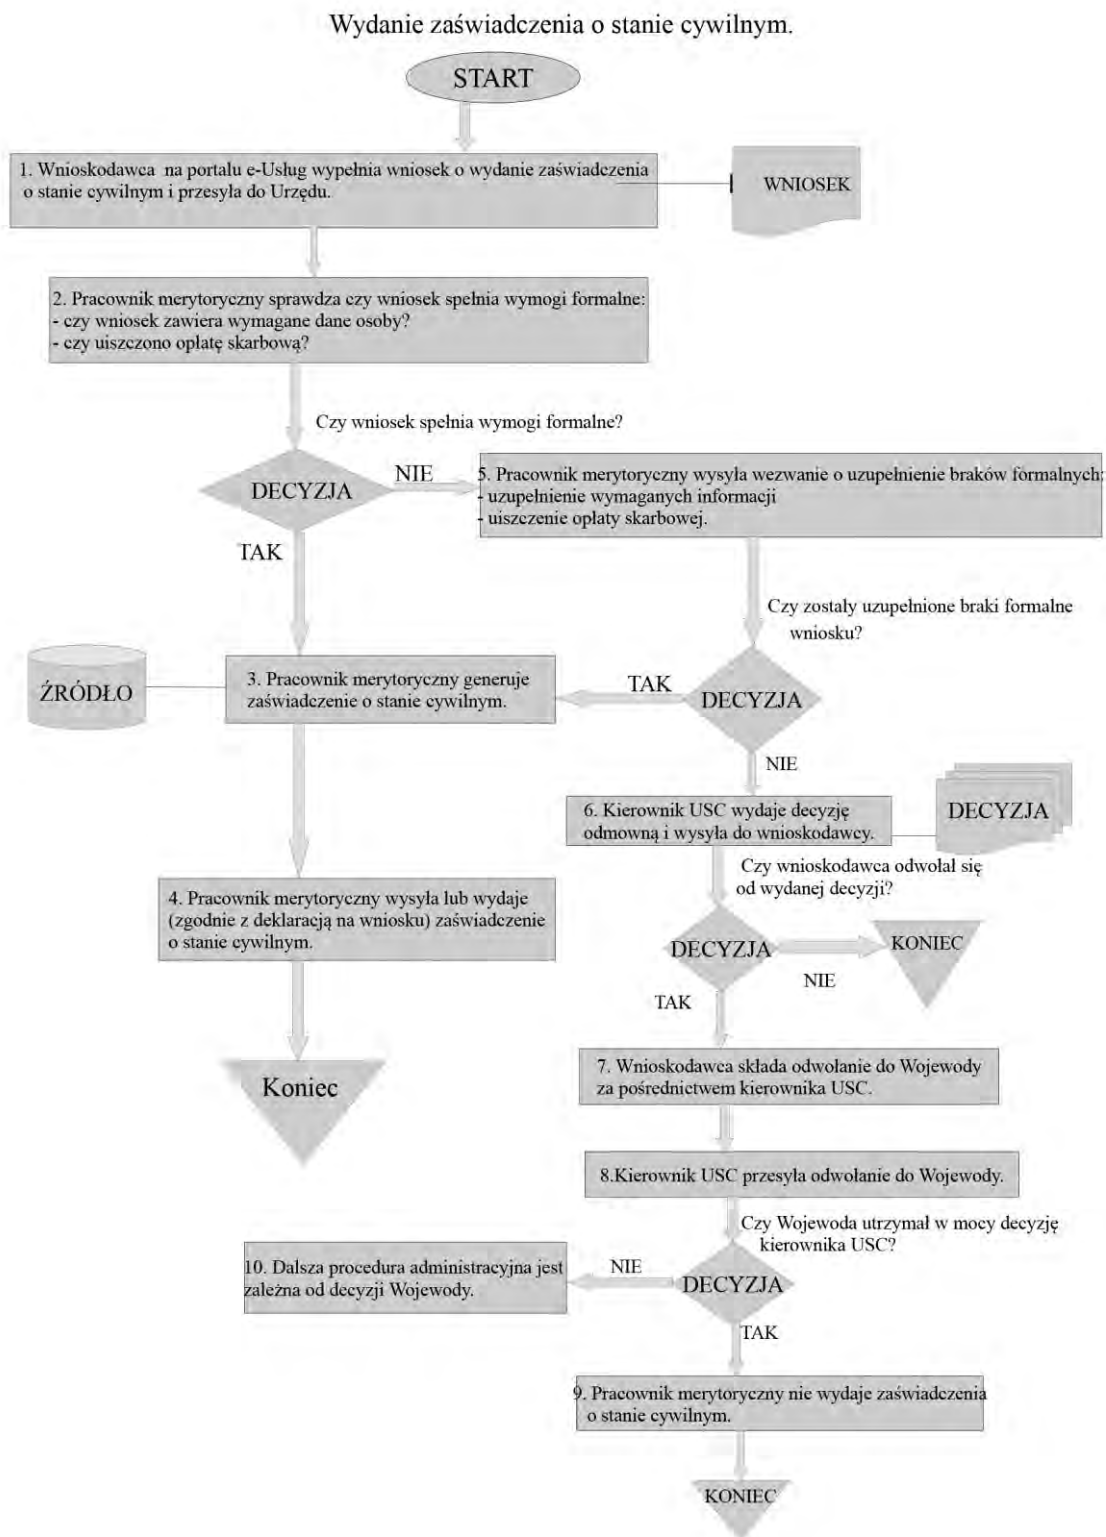 Wydanie zaświadczenia o stanie cywilnym.
START
1. Wnioskodawca na portalu e-Usług wypełnia wniosek o wydanie zaświadczenia
o stanie cywilnym i przesyła do Urzędu.
WNIOSEK
2. Pracownik merytoryczny sprawdza czy wniosek spełnia wymogi formalne:
- czy wniosek zawiera wymagane dane osoby?
- czy uiszczono opłatę skarbową?
Czy wniosek spełnia wymogi formalne?
DECYZJA
NIE
5. Pracownik merytoryczny wysyła wezwanie o uzupełnienie braków formalnych:
- uzupełnienie wymaganych informacji
- uiszczenie opłaty skarbowej.
TAK
Czy zostały uzupełnione braki formalne
wniosku?
ŹRÓDŁO
3. Pracownik merytoryczny generuje
zaświadczenie o stanie cywilnym.
TAK
DECYZJA
NIE
6. Kierownik USC wydaje decyzję
odmowną i wysyła do wnioskodawcy.
DECYZJA
Czy wnioskodawca odwołał się
od wydanej decyzji?
4. Pracownik merytoryczny wysyła lub wydaje
(zgodnie z deklaracją na wniosku) zaświadczenie
o stanie cywilnym.
DECYZJA
KONIEC
NIE
TAK
7. Wnioskodawca składa odwołanie do Wojewody
za pośrednictwem kierownika USC.
Koniec
8.Kierownik USC przesyła odwołanie do Wojewody.
Czy Wojewoda utrzymał w mocy decyzję
kierownika USC?
10. Dalsza procedura administracyjna jest
zależna od decyzji Wojewody.
NIE
DECYZJA
TAK
9. Pracownik merytoryczny nie wydaje zaświadczenia
o stanie cywilnym.
KONIEC